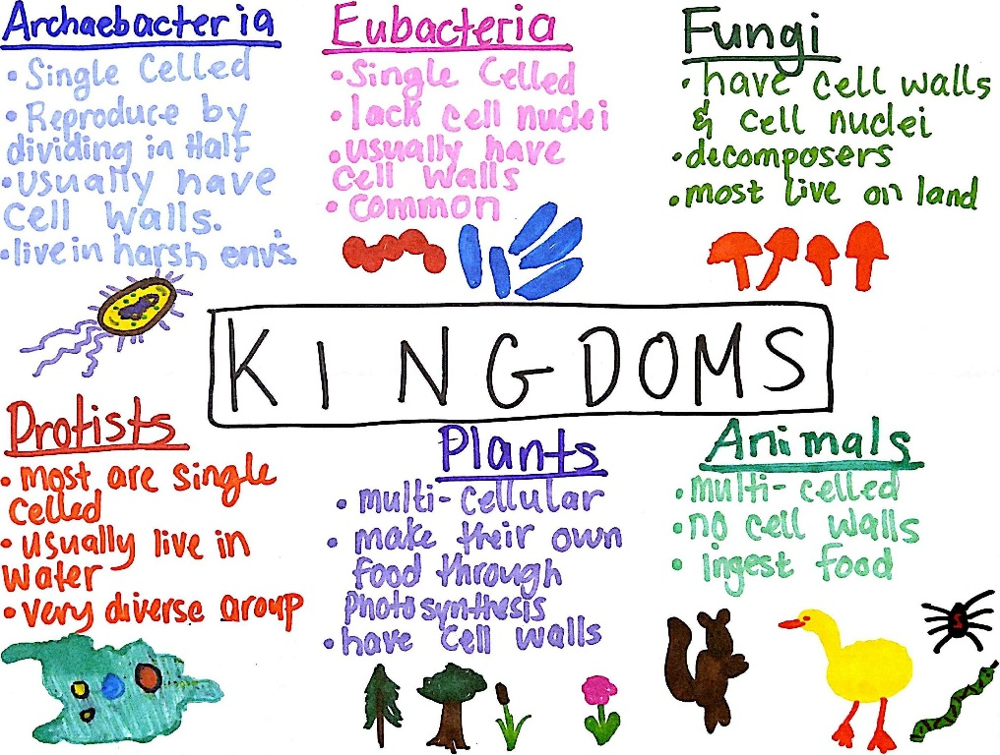 Archaebacteria
• Single Celled
• Reproduce by
dividing in Half
• usually have
cell walls.
• live in harsh env's.
Eubacteria
• Single Celled
• lack cell nuclei
• usually have
cell walls
• common
Fungi
• have cell walls
& cell nuclei
• decomposers
• most live on land
KINGDOMS
Protists
• most are single
celled
• usually live in
water
• very diverse group
Plants
• multi-cellular
• make their own
food through
photosynthesis
• have cell walls
Animals
• multi-celled
• no cell walls
• ingest food